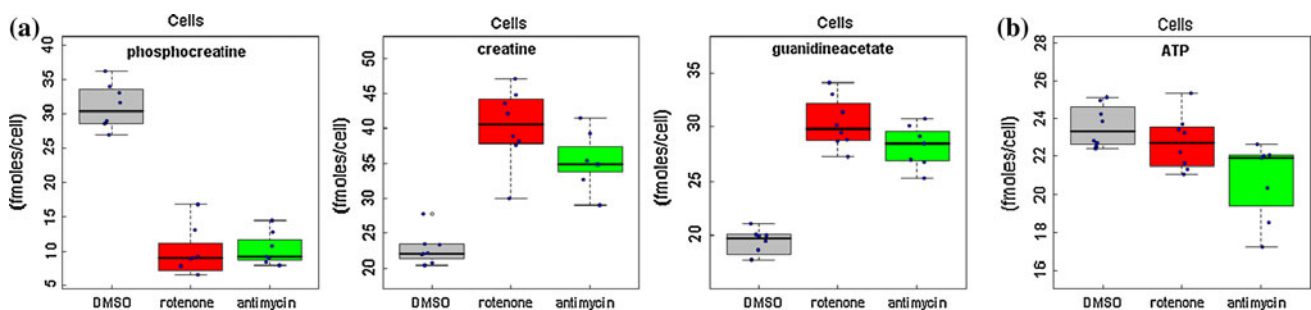 (a)
Cells
phosphocreatine
(fmoles/cell)
40
35
30
25
20
15
10
5
DMSO rotenone antimycin
Cells
creatine
(fmoles/cell)
50
45
40
35
30
25
20
DMSO rotenone antimycin
Cells
guanidineacetate
(fmoles/cell)
35
30
25
20
DMSO rotenone antimycin
(b)
Cells
ATP
(fmoles/cell)
28
26
24
22
20
18
16
DMSO rotenone antimycin